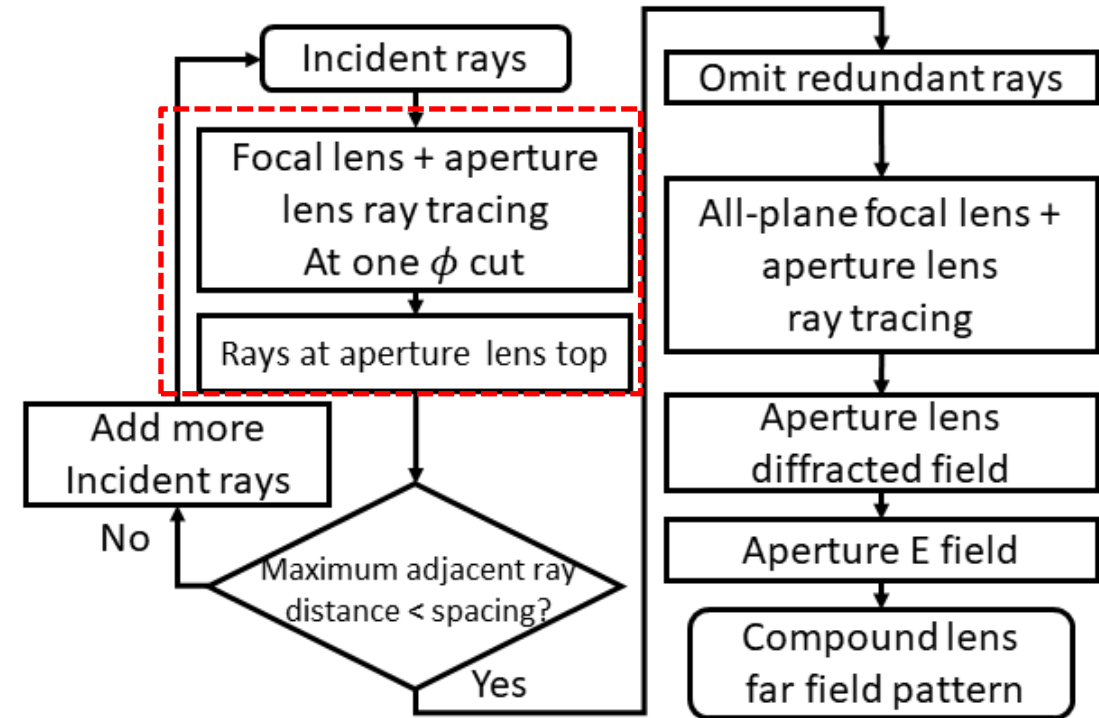 Incident rays
Focal lens + aperture
lens ray tracing
At one ϕ cut
Rays at aperture lens top
Add more
Incident rays
No
Maximum adjacent ray
distance < spacing?
Yes
Omit redundant rays
All-plane focal lens +
aperture lens
ray tracing
Aperture lens
diffracted field
Aperture E field
Compound lens
far field pattern